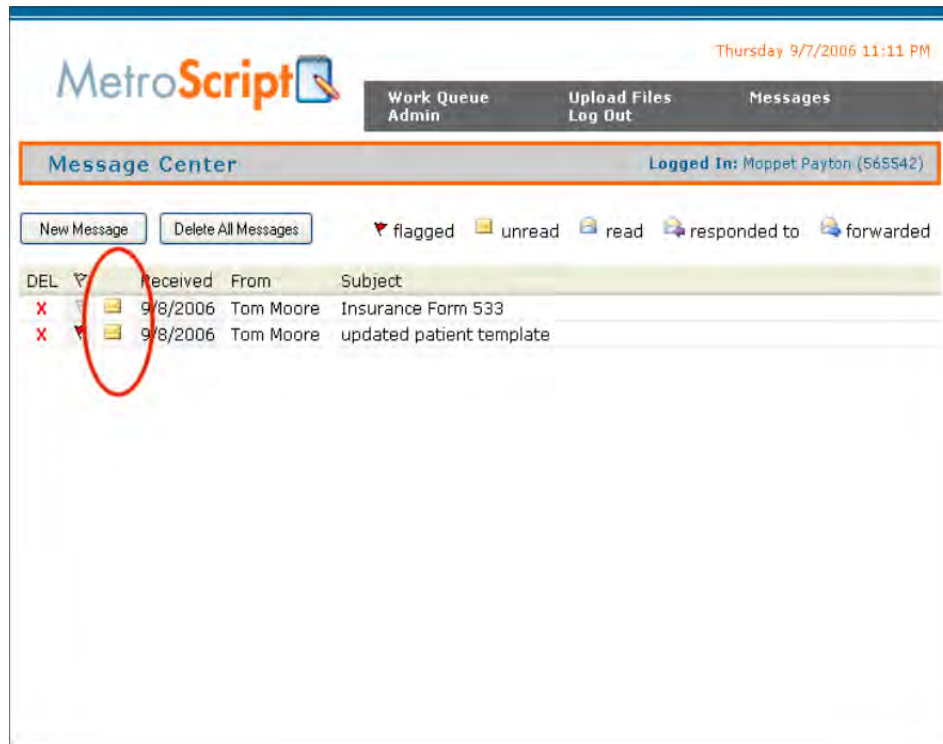 Thursday 9/7/2006 11:11 PM
MetroScript
Work Queue Upload Files Messages
Admin Log Out
Message Center Logged In: Moppet Payton (565542)
New Message Delete All Messages flagged unread read responded to forwarded
DEL Received From Subject
X 9/8/2006 Tom Moore Insurance Form 533
X 9/8/2006 Tom Moore updated patient template